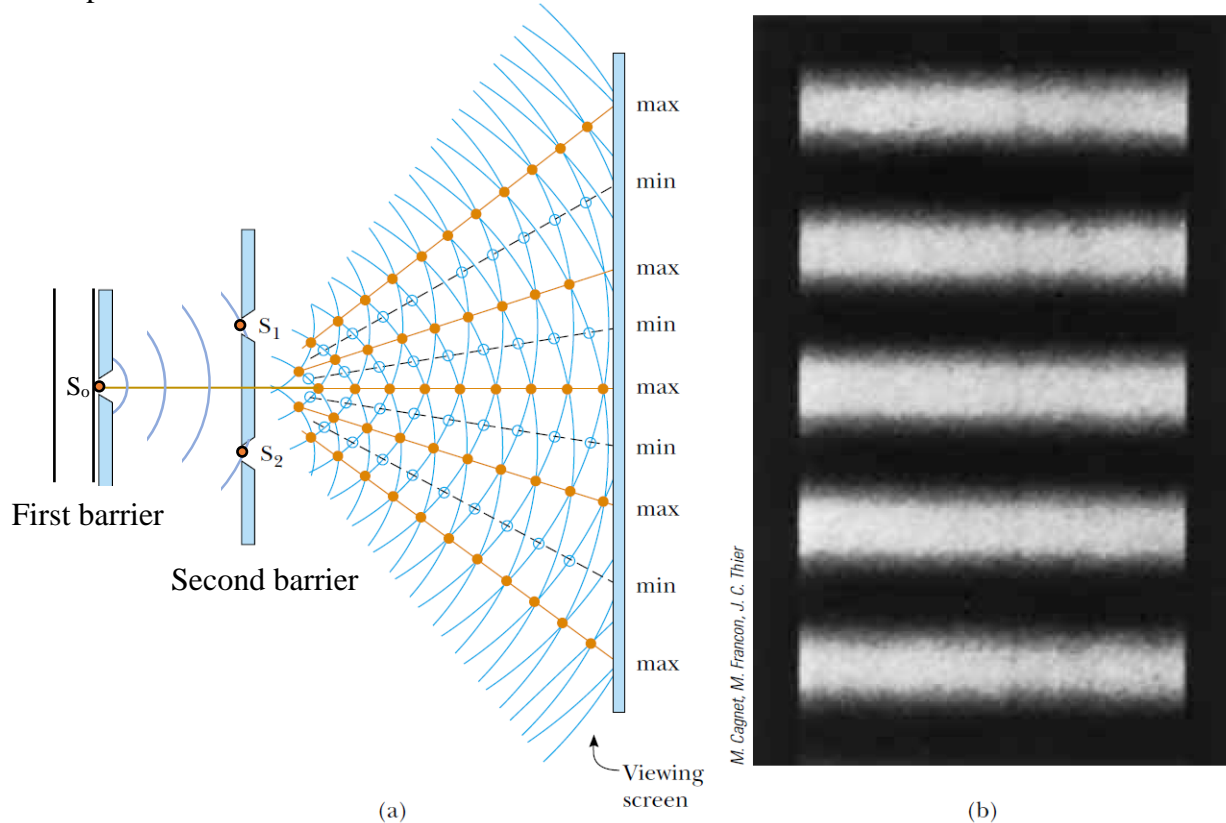 S₀
First barrier
S₁
S₂
Second barrier
max
min
max
min
max
min
max
min
max
Viewing
screen
(a)
M. Cagnet, M. Francon, J. C. Thier
(b)